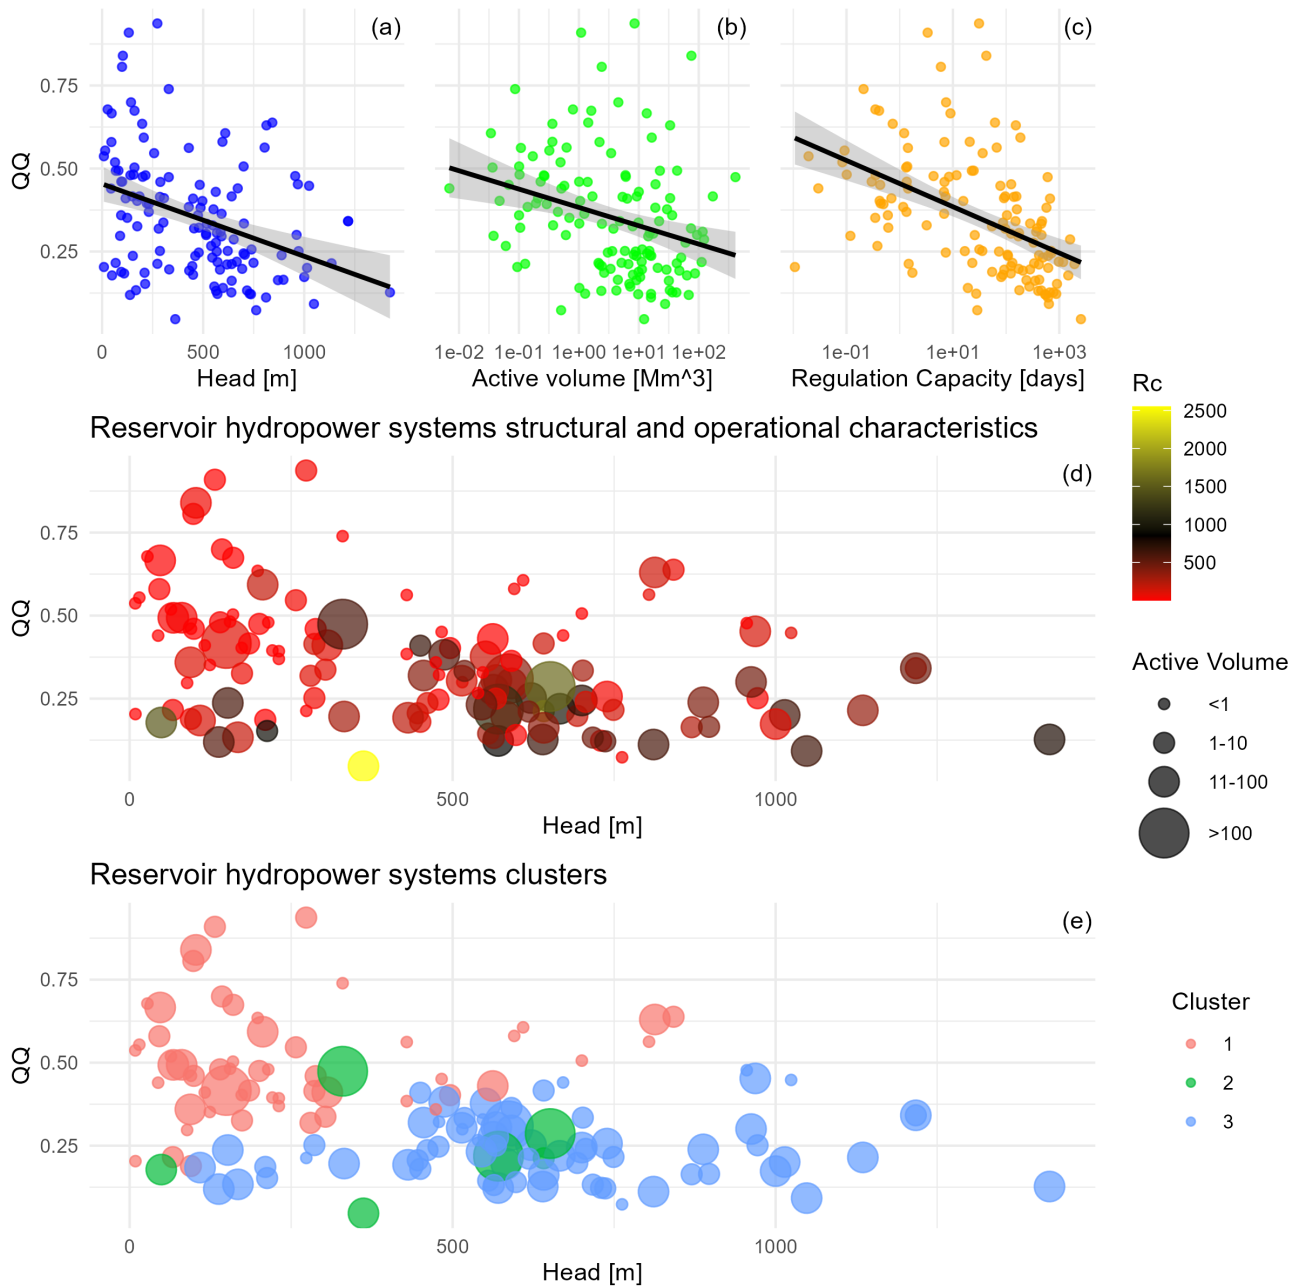 (a)
(b)
(c)
QQ
0.75
0.50
0.25
0
500
1000
Head [m]
1e-02
1e-01
1e+00
1e+01
1e+02
Active volume [Mm^3]
1e-01
1e+01
1e+03
Regulation Capacity [days]
Reservoir hydropower systems structural and operational characteristics
(d)
QQ
0.75
0.50
0.25
0
500
1000
Head [m]
Rc
2500
2000
1500
1000
500
Active Volume
<1
1-10
11-100
>100
Reservoir hydropower systems clusters
(e)
QQ
0.75
0.50
0.25
0
500
1000
Head [m]
Cluster
1
2
3